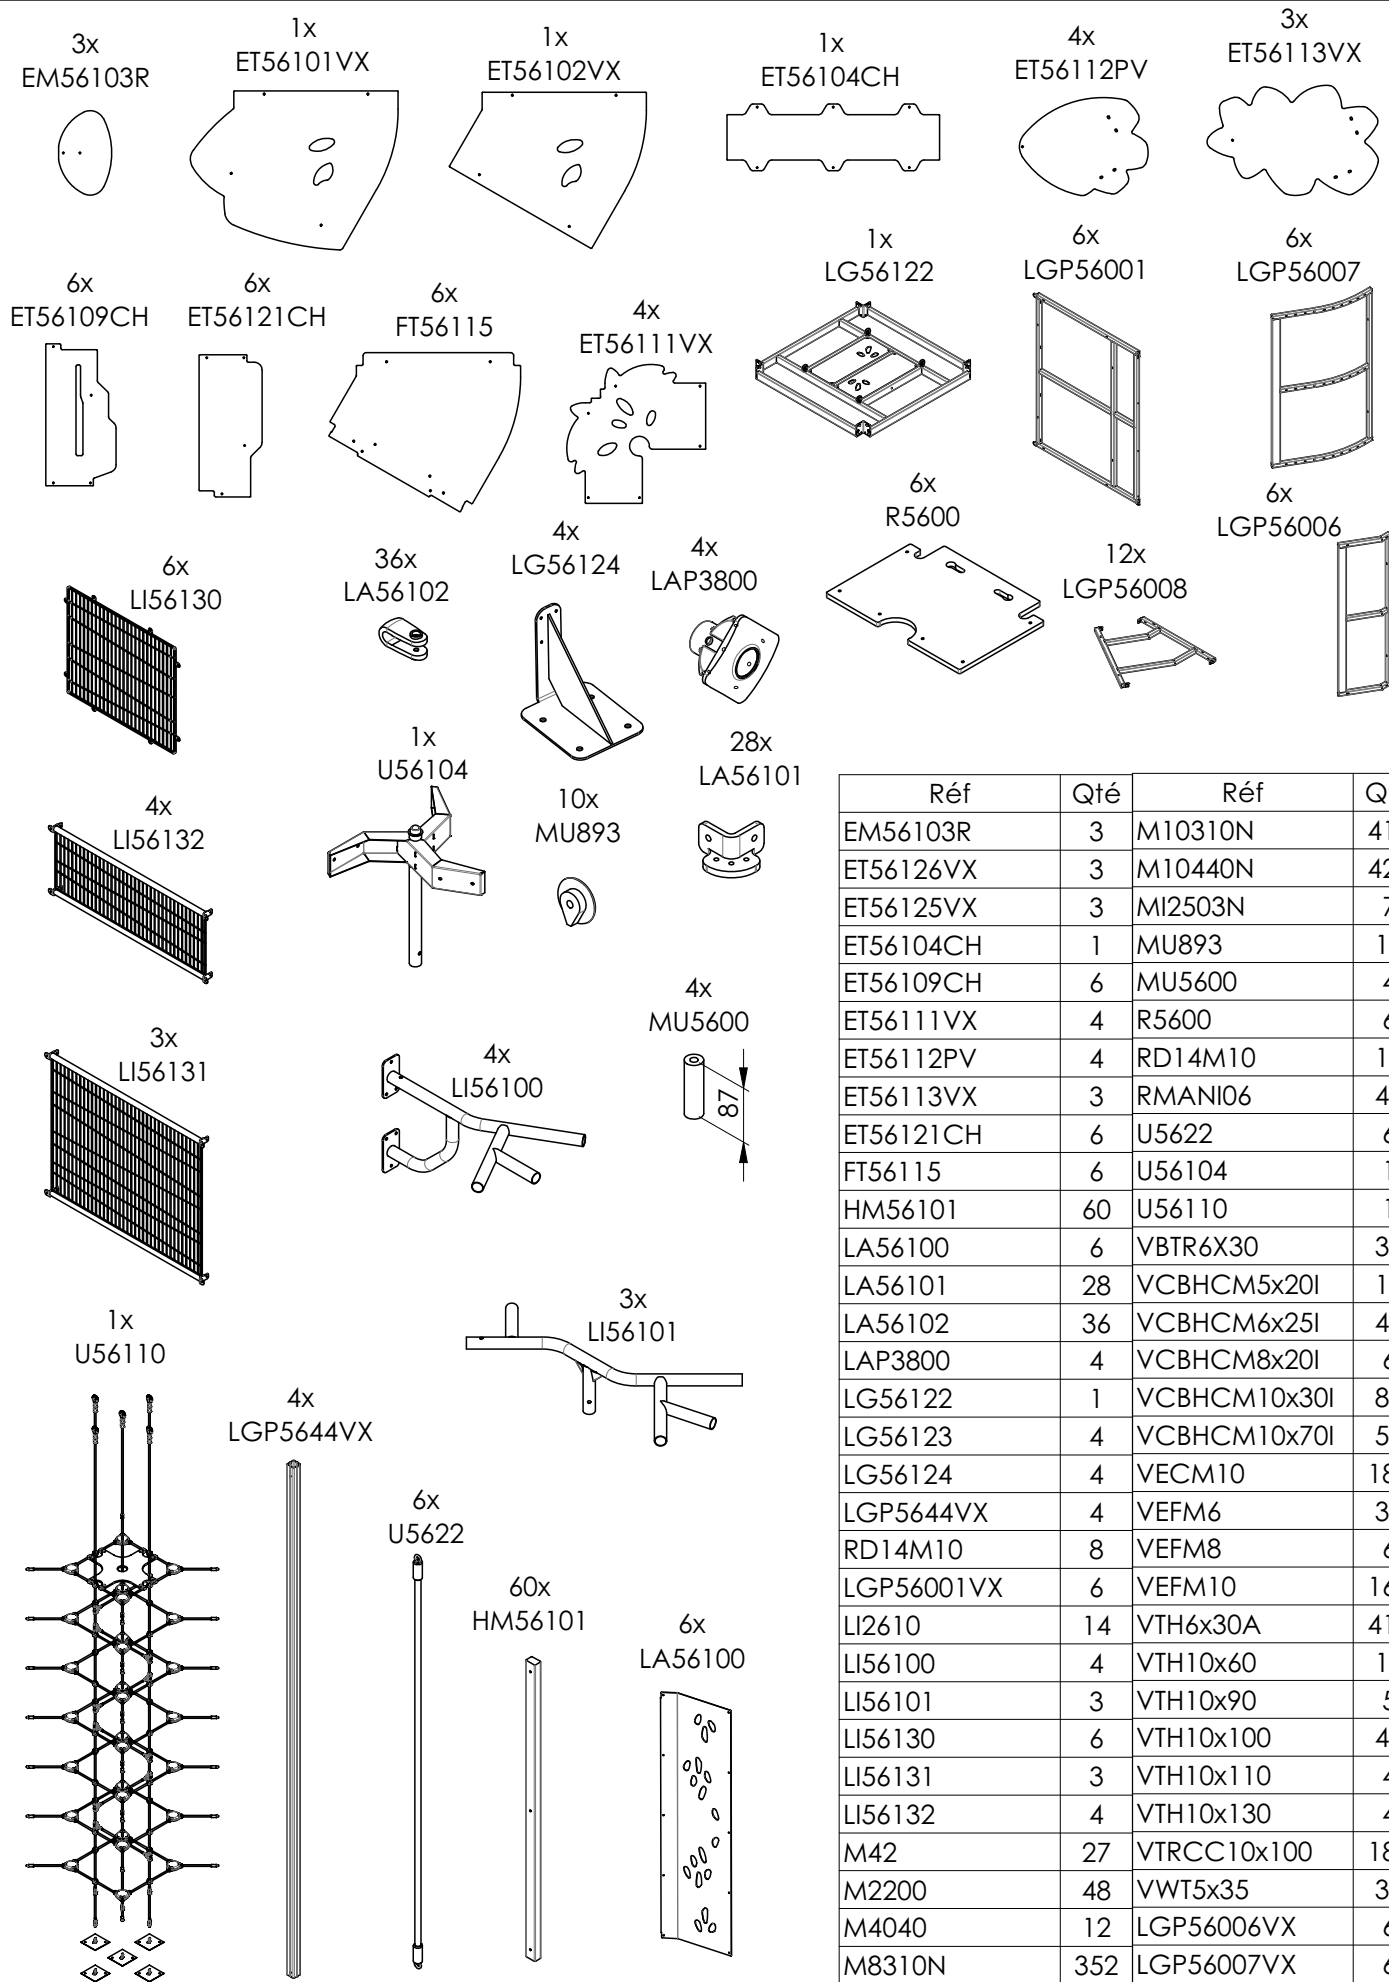 3x
EM56103R
1x
ET56101VX
1x
ET56102VX
1x
ET56104CH
4x
ET56112PV
3x
ET56113VX
6x
ET56109CH
6x
ET56121CH
6x
FT56115
4x
ET56111VX
1x
LG56122
6x
LGP56001
6x
LGP56007
6x
LI56130
36x
LA56102
4x
LG56124
4x
LAP3800
6x
R5600
12x
LGP56008
6x
LGP56006
4x
LI56132
1x
U56104
10x
MU893
28x
LA56101
3x
LI56131
4x
LI56100
4x
MU5600
87
1x
U56110
3x
LI56101
4x
LGP5644VX
6x
U5622
60x
HM56101
6x
LA56100
Réf Qté Réf
EM56103R 3 M10310N
ET56126VX 3 M10440N
ET56125VX 3 MI2503N
ET56104CH 1 MU893
ET56109CH 6 MU5600
ET56111VX 4 R5600
ET56112PV 4 RD14M10
ET56113VX 3 RMANI06
ET56121CH 6 U5622
FT56115 6 U56104
HM56101 60 U56110
LA56100 6 VBTR6X30
LA56101 28 VCBHCM5x20I
LA56102 36 VCBHCM6x25I
LAP3800 4 VCBHCM8x20I
LG56122 1 VCBHCM10x30I
LG56123 4 VCBHCM10x70I
LG56124 4 VECM10
LGP5644VX 4 VEFM6
RD14M10 8 VEFM8
LGP56001VX 6 VEFM10
LI2610 14 VTH6x30A
LI56100 4 VTH10x60
LI56101 3 VTH10x90
LI56130 6 VTH10x100
LI56131 3 VTH10x110
LI56132 4 VTH10x130
M42 27 VTRCC10x100
M2200 48 VWT5x35
M4040 12 LGP56006VX
M8310N 352 LGP56007VX